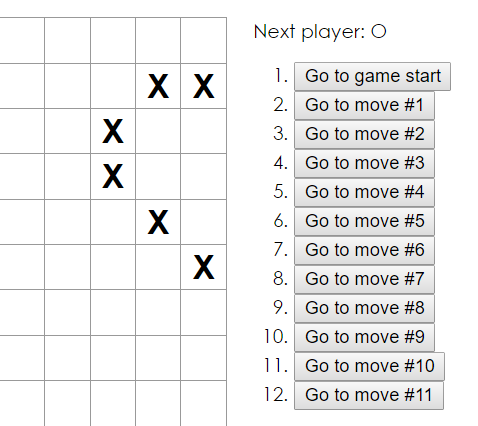 Next player: O
X X
X
X
X
X
1. Go to game start
2. Go to move #1
3. Go to move #2
4. Go to move #3
5. Go to move #4
6. Go to move #5
7. Go to move #6
8. Go to move #7
9. Go to move #8
10. Go to move #9
11. Go to move #10
12. Go to move #11